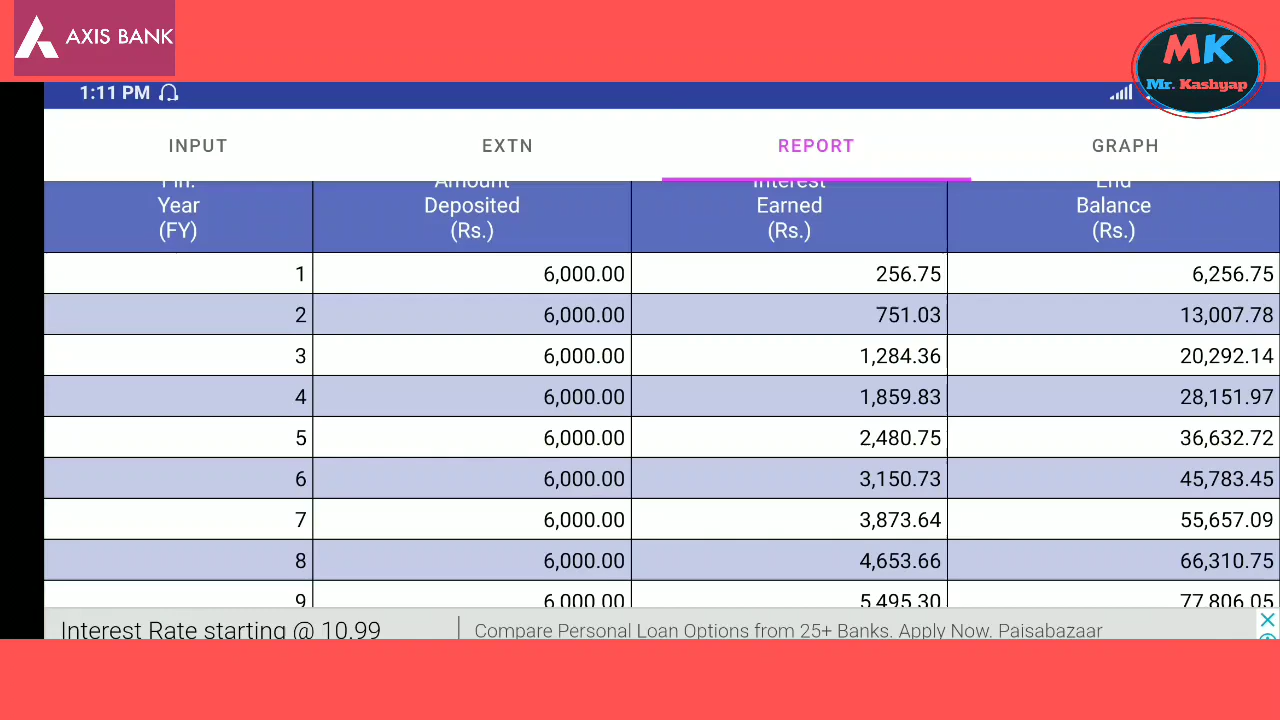 AXIS BANK
MK
Mr. Kashyap
1:11 PM
INPUT EXTN REPORT GRAPH
Fin. Amount Interest End
Year Deposited Earned Balance
(FY) (Rs.) (Rs.) (Rs.)
1 6,000.00 256.75 6,256.75
2 6,000.00 751.03 13,007.78
3 6,000.00 1,284.36 20,292.14
4 6,000.00 1,859.83 28,151.97
5 6,000.00 2,480.75 36,632.72
6 6,000.00 3,150.73 45,783.45
7 6,000.00 3,873.64 55,657.09
8 6,000.00 4,653.66 66,310.75
9 6,000.00 5,495.30 77,806.05
Interest Rate starting @ 10.99 Compare Personal Loan Options from 25+ Banks. Apply Now. Paisabazaar